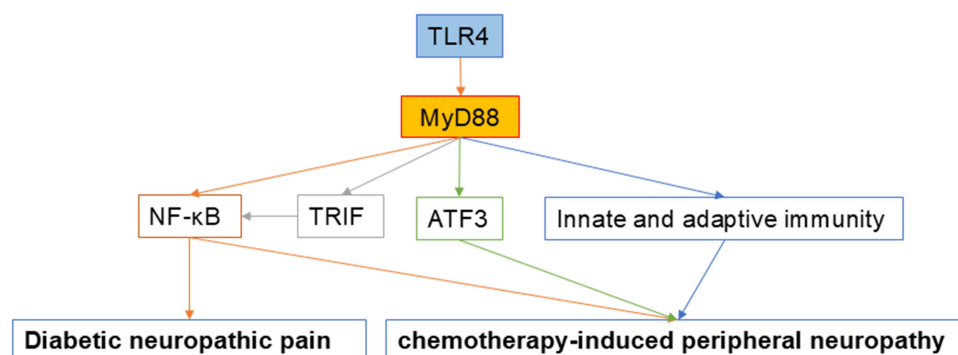 TLR4
MyD88
NF-κB
TRIF
ATF3
Innate and adaptive immunity
Diabetic neuropathic pain
chemotherapy-induced peripheral neuropathy